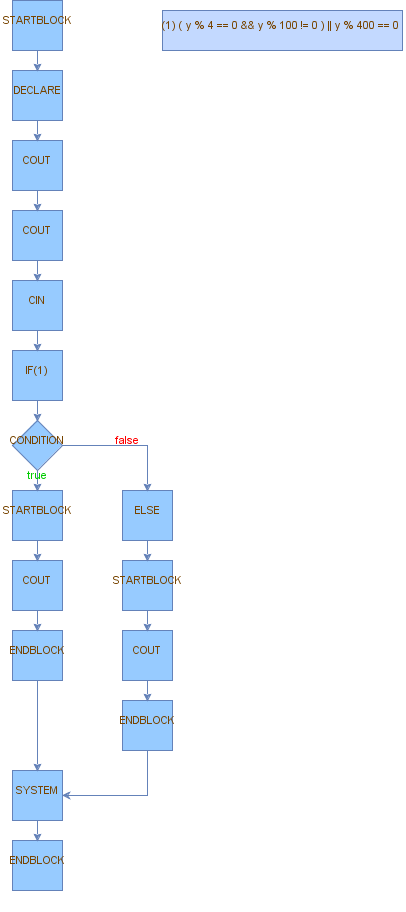 STARTBLOCK
(1) ( y % 4 == 0 && y % 100 != 0 ) || y % 400 == 0
DECLARE
COUT
COUT
CIN
IF(1)
CONDITION
false
true
STARTBLOCK
ELSE
COUT
STARTBLOCK
ENDBLOCK
COUT
ENDBLOCK
SYSTEM
ENDBLOCK